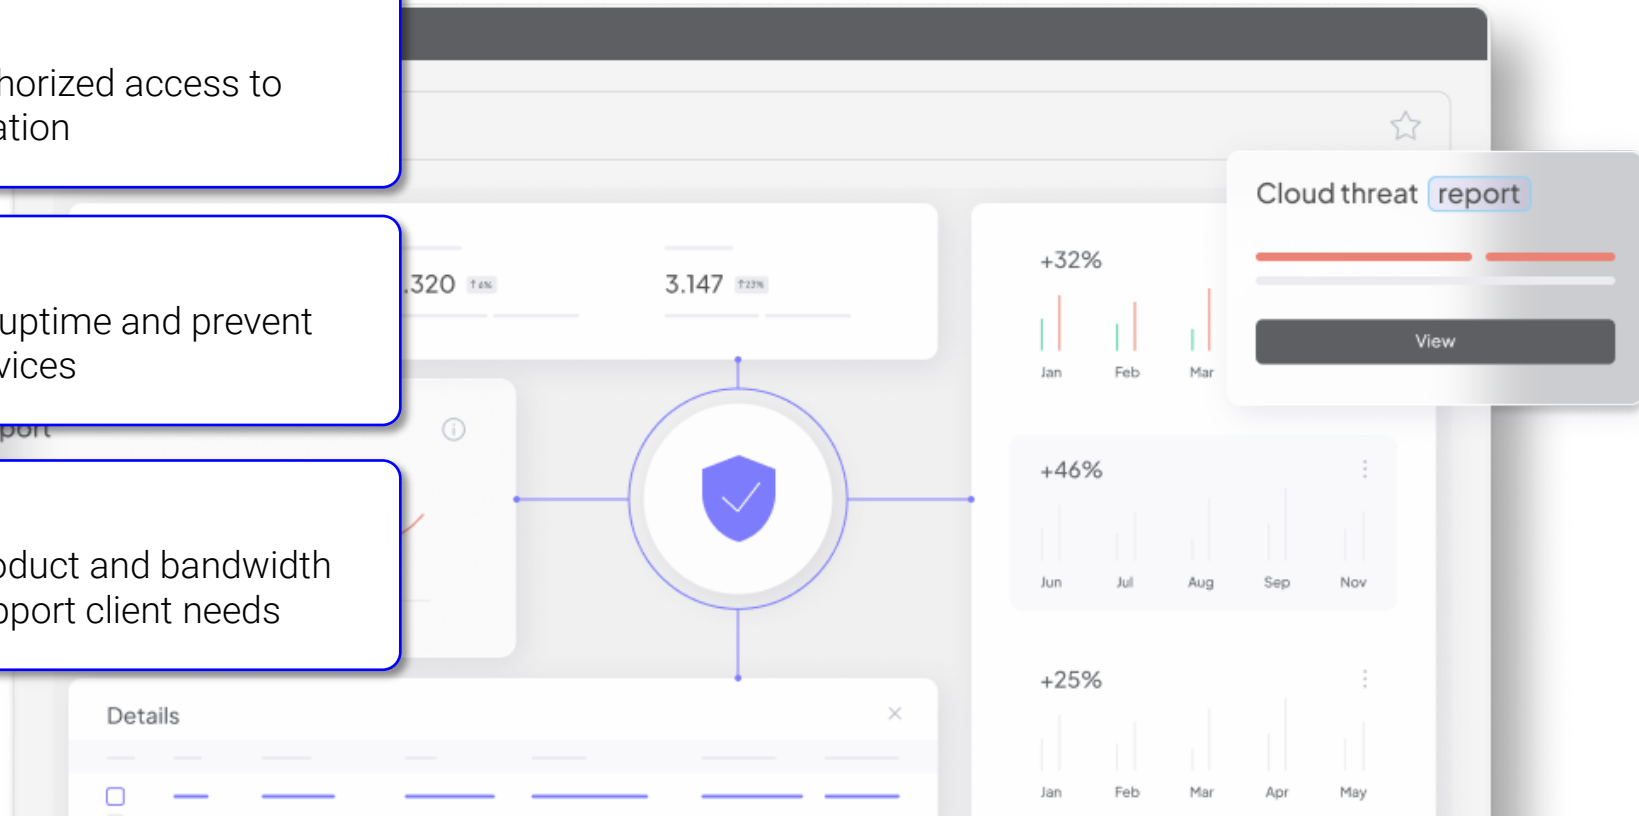 horized access to
ation
uptime and prevent
vices
port
oduct and bandwidth
pport client needs
.320 ↑6%
3.147 ↑23%
+32%
Jan Feb Mar
Cloud threat report
View
+46%
Jun Jul Aug Sep Nov
+25%
Jan Feb Mar Apr May
Details